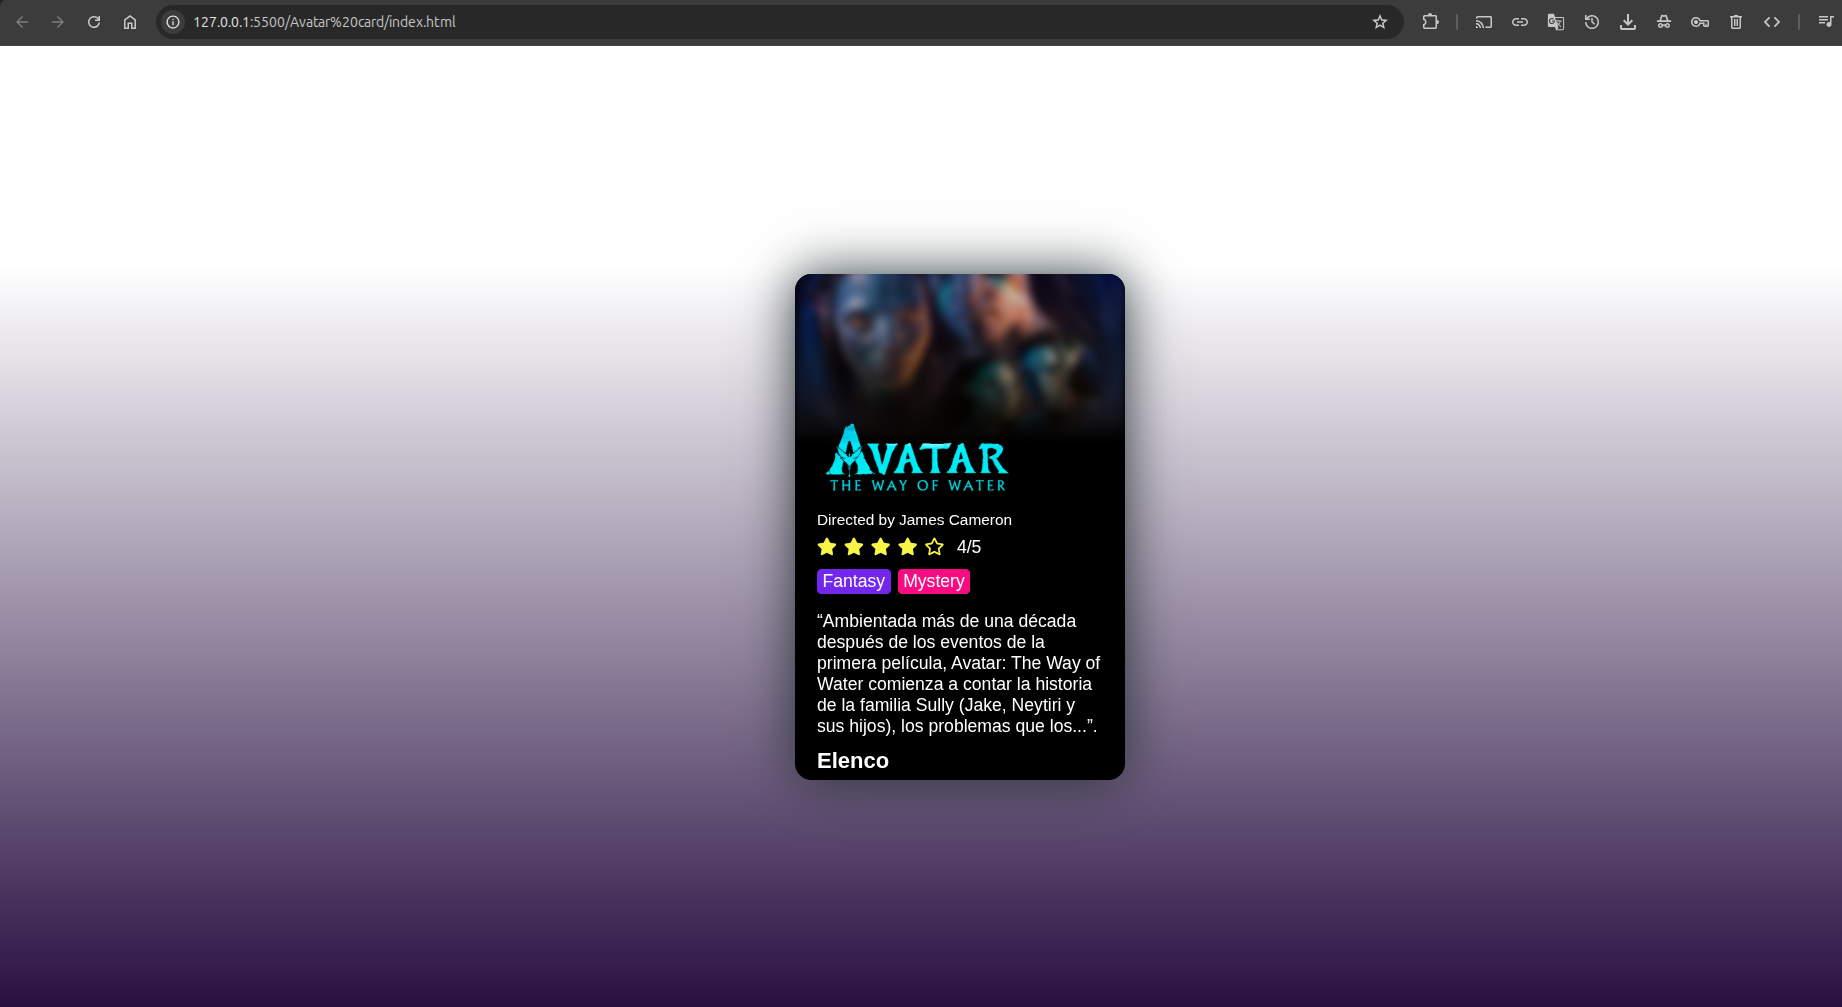 127.0.0.1:5500/Avatar%20card/index.html
AVATAR
THE WAY OF WATER
Directed by James Cameron
4/5
Fantasy Mystery
“Ambientada más de una década
después de los eventos de la
primera película, Avatar: The Way of
Water comienza a contar la historia
de la familia Sully (Jake, Neytiri y
sus hijos), los problemas que los...”.
Elenco